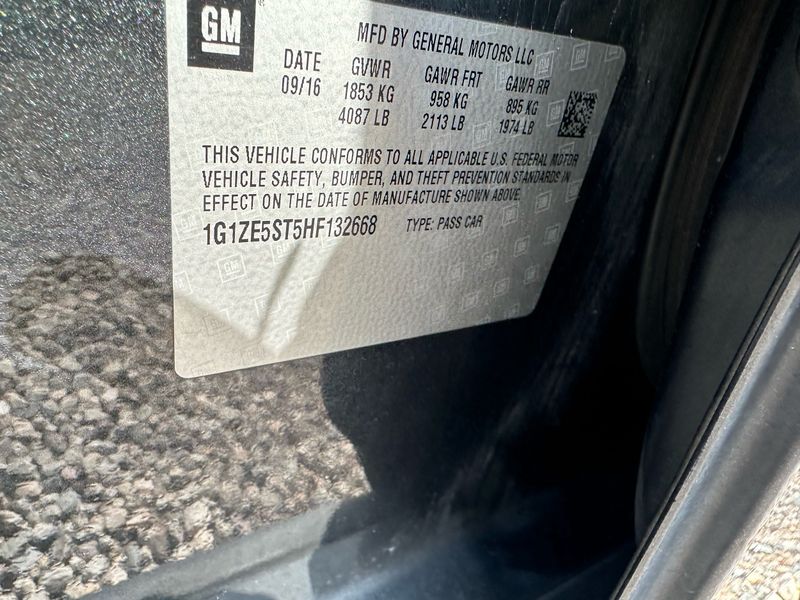 GM
MFD BY GENERAL MOTORS LLC
DATE GVWR GAWR FRT GAWR RR
09/16 1853 KG 958 KG 895 KG
4087 LB 2113 LB 1974 LB
THIS VEHICLE CONFORMS TO ALL APPLICABLE U.S. FEDERAL MOTOR
VEHICLE SAFETY, BUMPER, AND THEFT PREVENTION STANDARDS IN
EFFECT ON THE DATE OF MANUFACTURE SHOWN ABOVE
1G1ZE5ST5HF132668 TYPE: PASS CAR